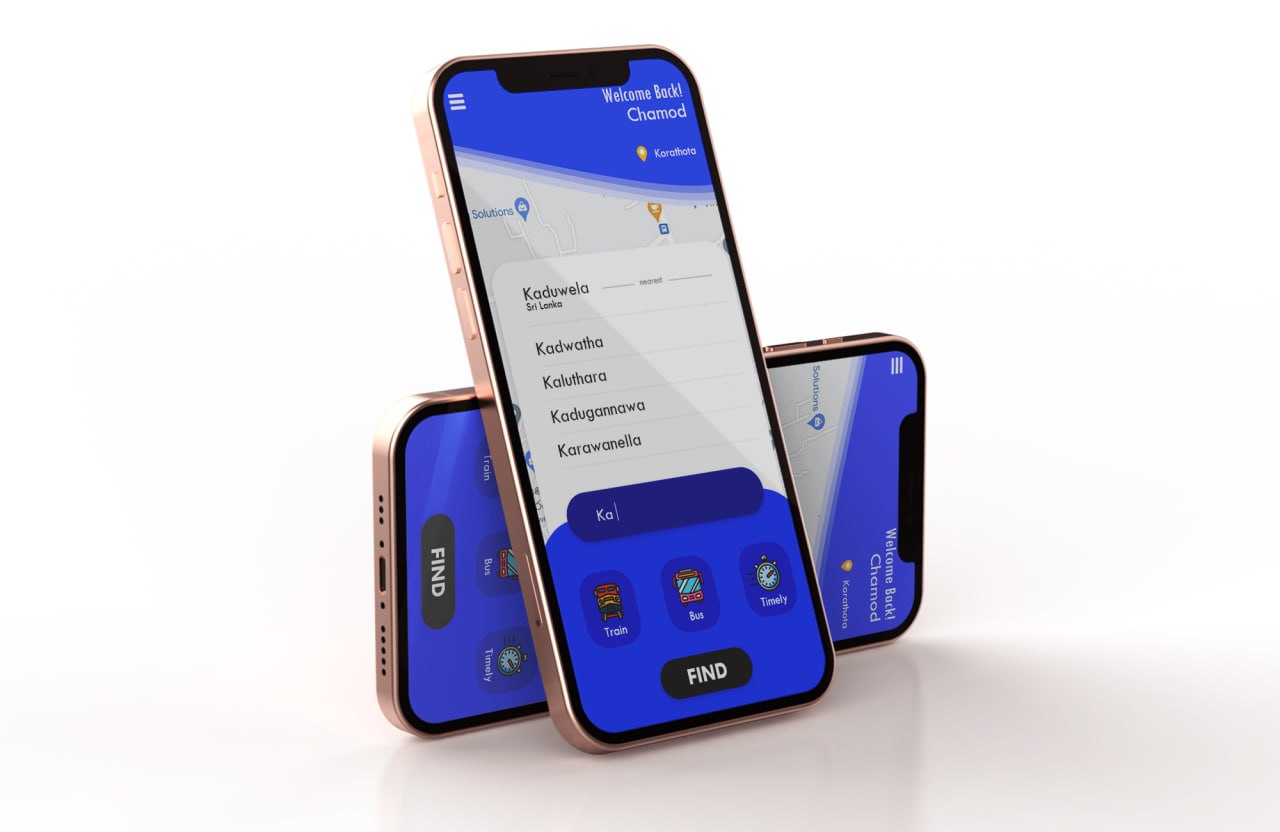 Welcome Back!
Chamod
Korathota
Solutions
Kaduwela
nearest
Sri Lanka
Kadwatha
Kaluthara
Kadugannawa
Karawanella
Ka
Train
Bus
Timely
FIND
Train
Bus
Timely
FIND
Solutions
Welcome Back!
Chamod
Korathota